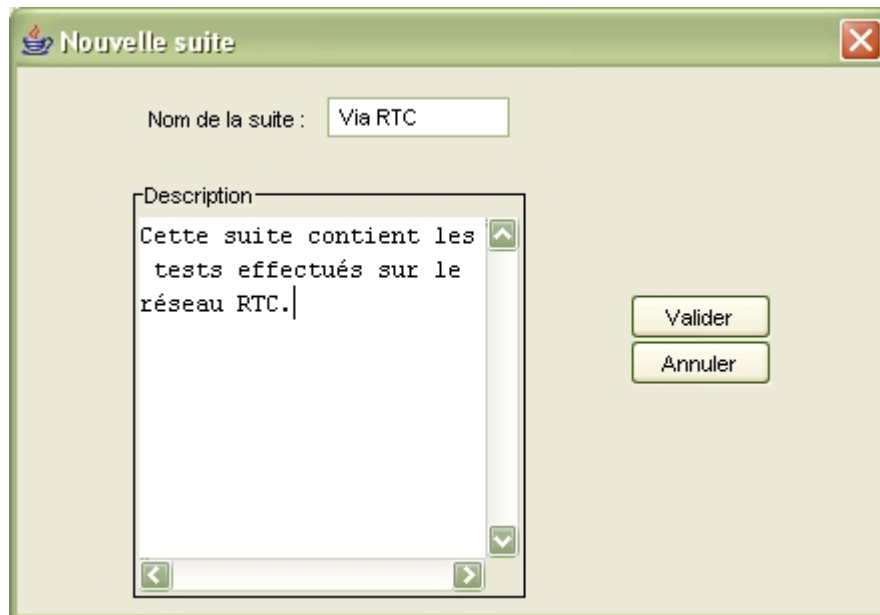 Nouvelle suite
Nom de la suite : Via RTC
Description
Cette suite contient les
tests effectués sur le
réseau RTC.
Valider
Annuler